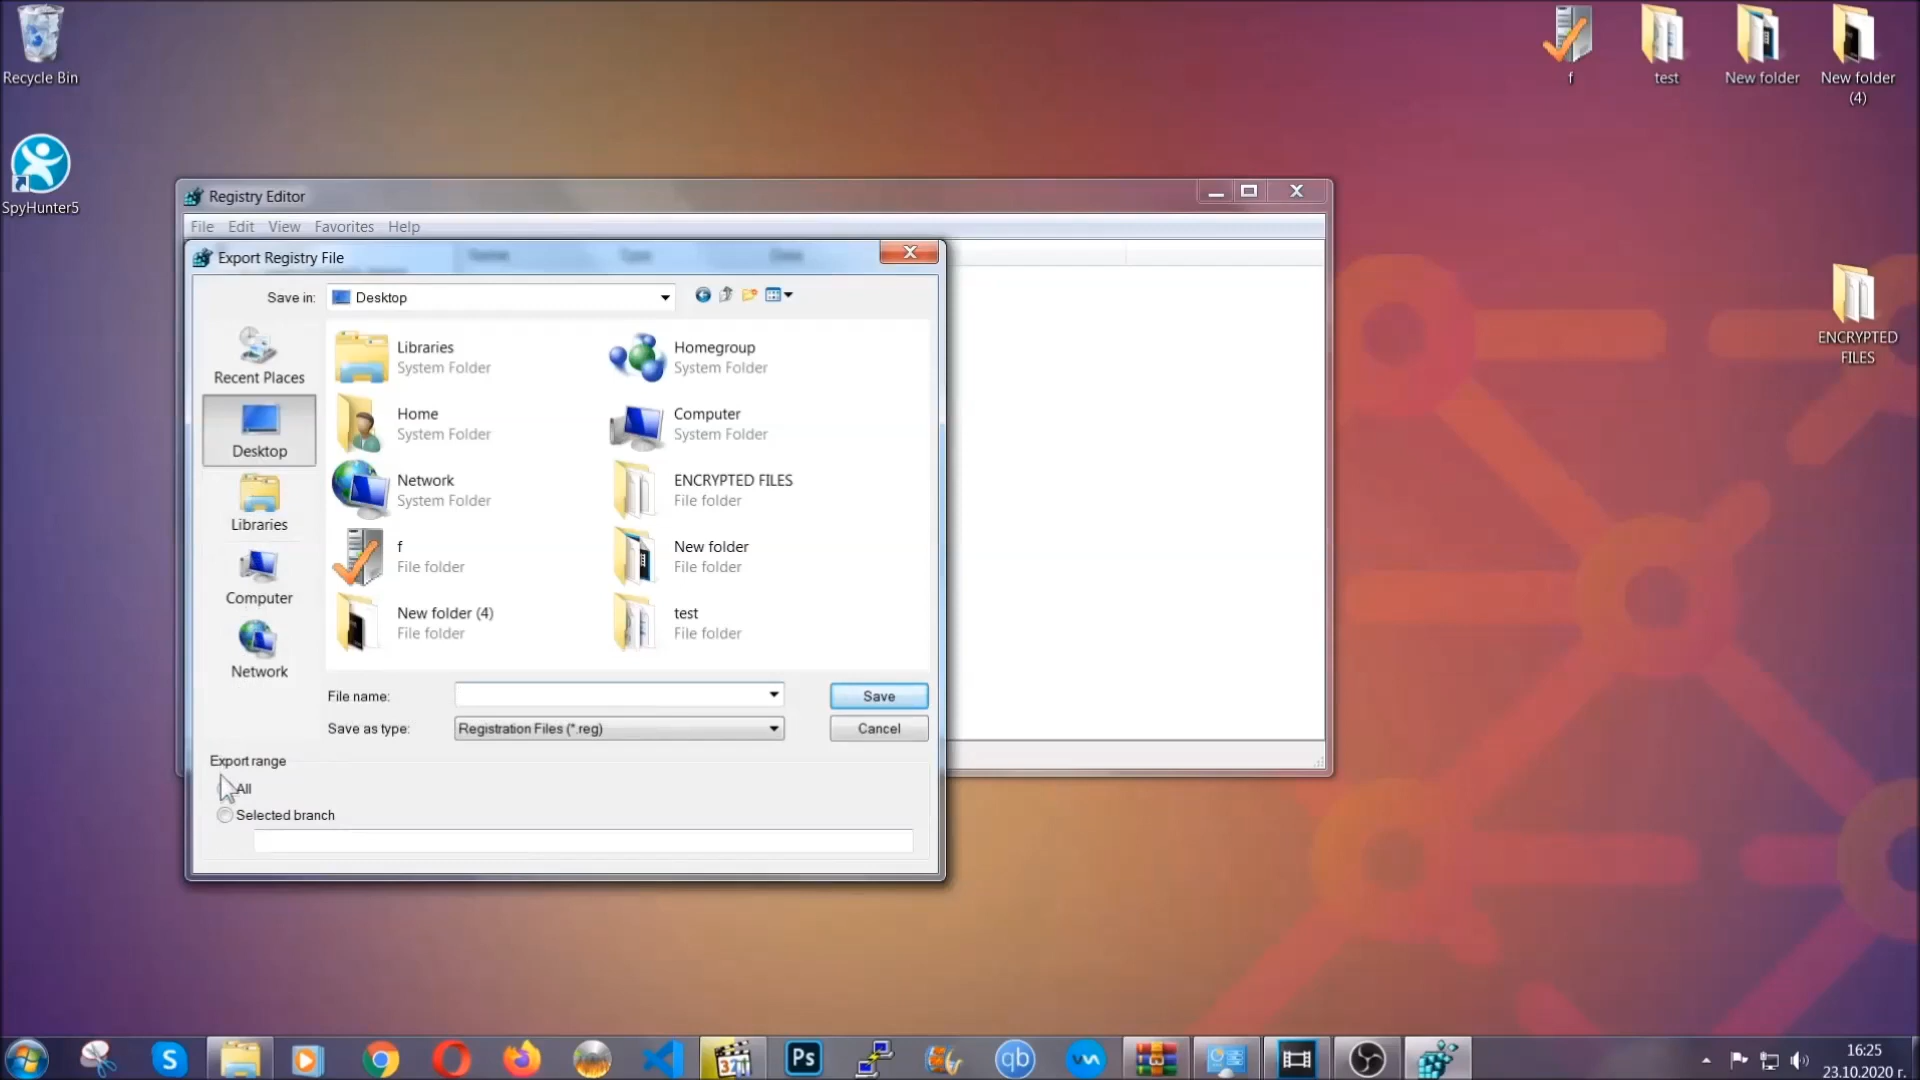 Recycle Bin
SpyHunter5
f
test
New folder
New folder
(4)
ENCRYPTED
FILES
Registry Editor
File Edit View Favorites Help
Export Registry File
Save in:
Desktop
Recent Places
Desktop
Libraries
Computer
Network
Libraries
System Folder
Homegroup
System Folder
Home
System Folder
Computer
System Folder
Network
System Folder
ENCRYPTED FILES
File folder
f
File folder
New folder
File folder
New folder (4)
File folder
test
File folder
File name:
Save
Save as type:
Registration Files (*.reg)
Cancel
Export range
All
Selected branch
S
321
Ps
qb
16:25
23.10.2020 г.